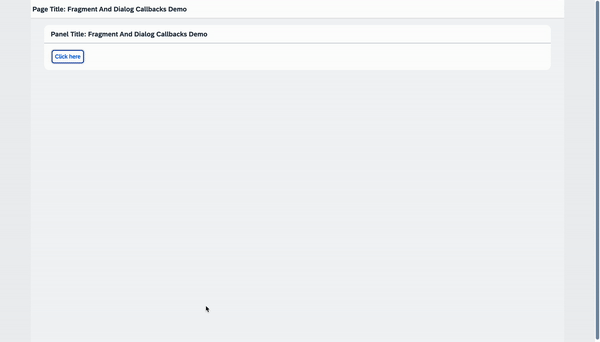 Page Title: Fragment And Dialog Callbacks Demo
Panel Title: Fragment And Dialog Callbacks Demo
Click here